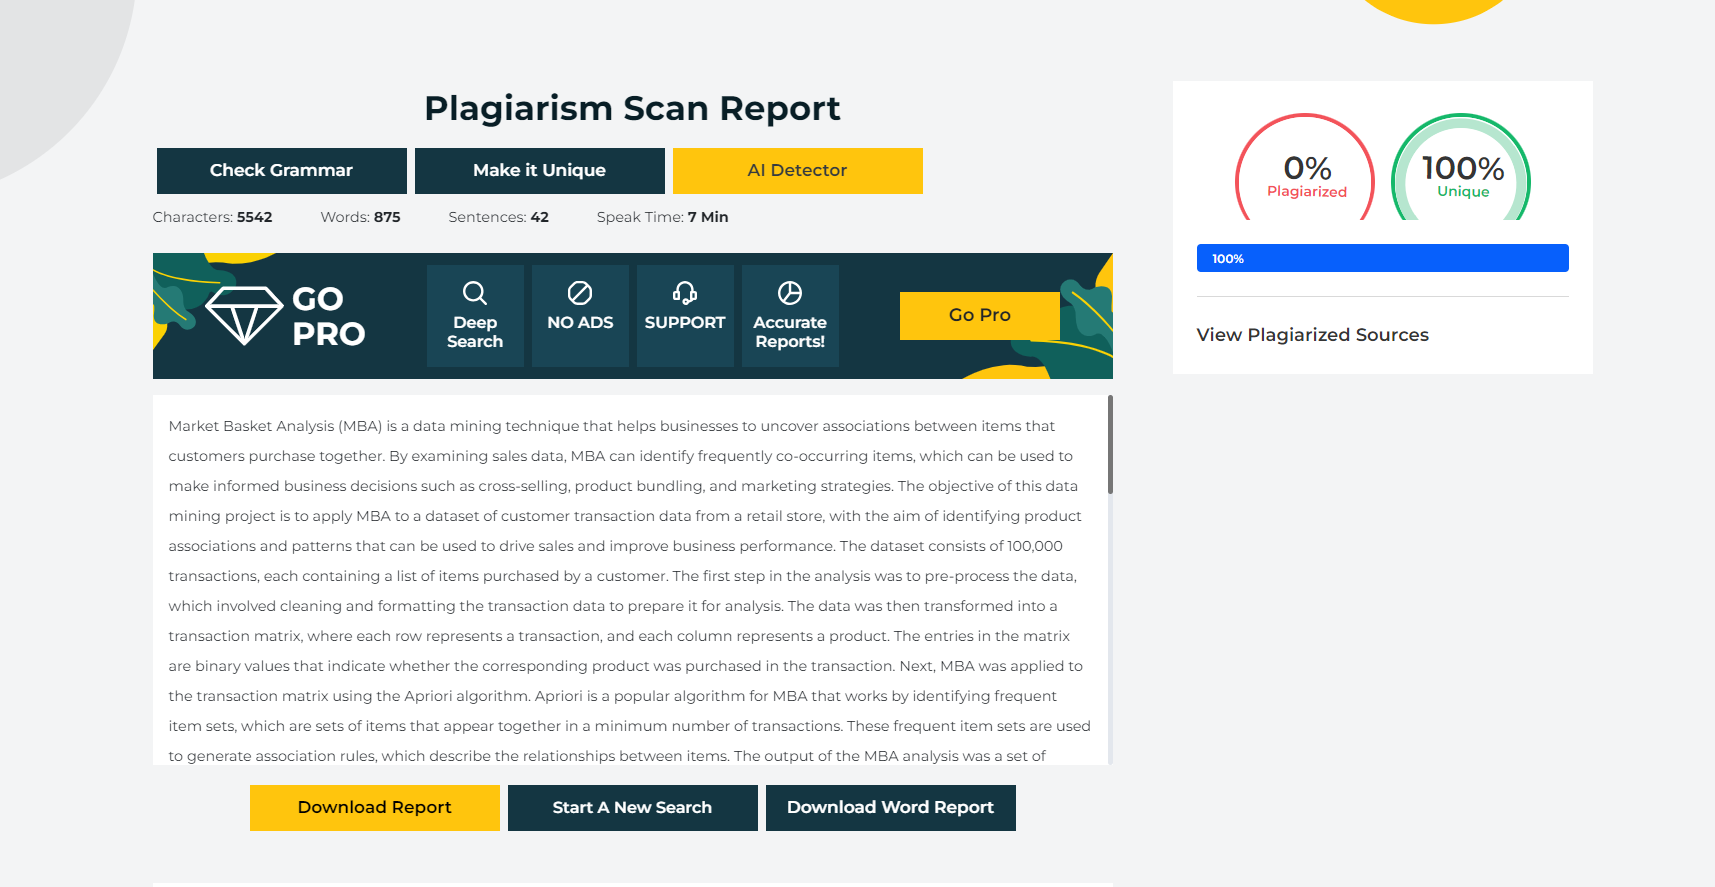 Plagiarism Scan Report
Check Grammar
Make it Unique
AI Detector
Characters: 5542 Words: 875 Sentences: 42 Speak Time: 7 Min
GO
PRO
Deep
Search
NO ADS
SUPPORT
Accurate
Reports!
Go Pro
Market Basket Analysis (MBA) is a data mining technique that helps businesses to uncover associations between items that
customers purchase together. By examining sales data, MBA can identify frequently co-occurring items, which can be used to
make informed business decisions such as cross-selling, product bundling, and marketing strategies. The objective of this data
mining project is to apply MBA to a dataset of customer transaction data from a retail store, with the aim of identifying product
associations and patterns that can be used to drive sales and improve business performance. The dataset consists of 100,000
transactions, each containing a list of items purchased by a customer. The first step in the analysis was to pre-process the data,
which involved cleaning and formatting the transaction data to prepare it for analysis. The data was then transformed into a
transaction matrix, where each row represents a transaction, and each column represents a product. The entries in the matrix
are binary values that indicate whether the corresponding product was purchased in the transaction. Next, MBA was applied to
the transaction matrix using the Apriori algorithm. Apriori is a popular algorithm for MBA that works by identifying frequent
item sets, which are sets of items that appear together in a minimum number of transactions. These frequent item sets are used
to generate association rules, which describe the relationships between items. The output of the MBA analysis was a set of
Download Report
Start A New Search
Download Word Report
0%
Plagiarized
100%
Unique
100%
View Plagiarized Sources